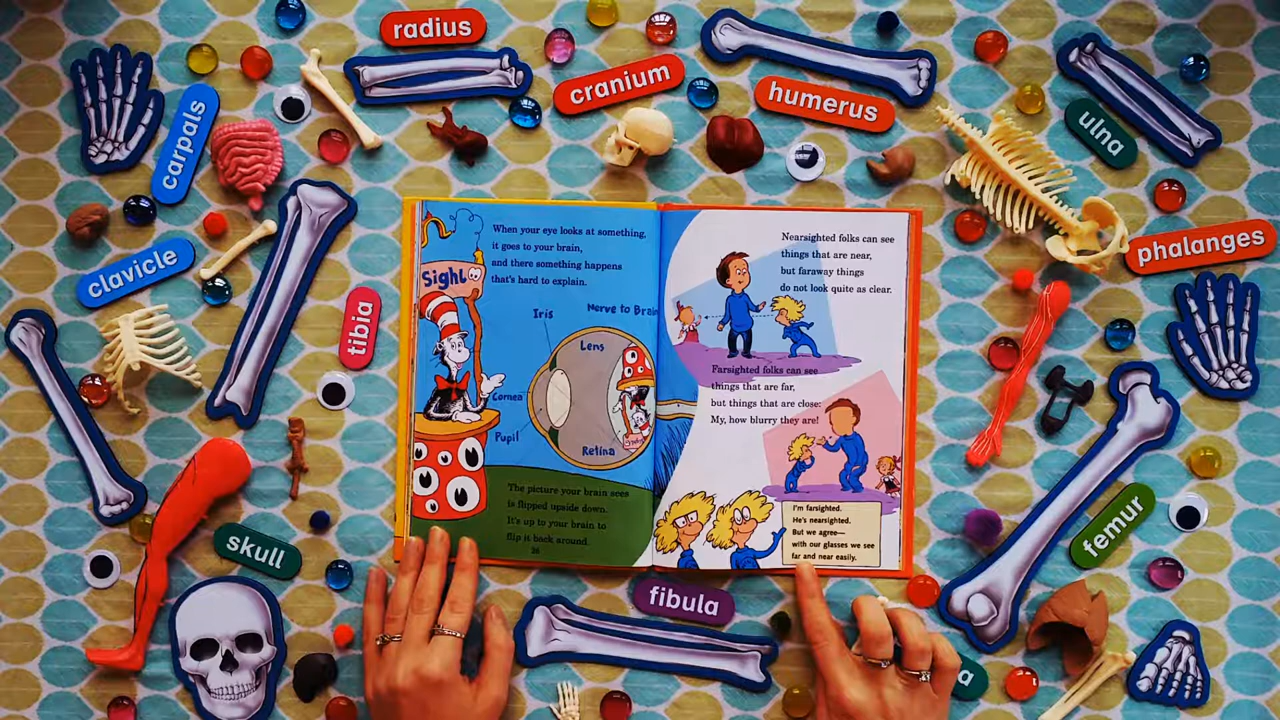 radius
cranium
humerus
ulna
carpals
clavicle
tibia
phalanges
femur
skull
fibula
Sight
When your eye looks at something,
it goes to your brain,
and there something happens
that's hard to explain.
Iris
Nerve to Brain
Lens
Cornea
Pupil
Retina
The picture your brain sees
is flipped upside down.
It's up to your brain to
flip it back around.
26
Nearsighted folks can see
things that are near,
but faraway things
do not look quite as clear.
Farsighted folks can see
things that are far,
but things that are close:
My, how blurry they are!
I'm farsighted.
He's nearsighted.
But we agree—
with our glasses we see
far and near easily.